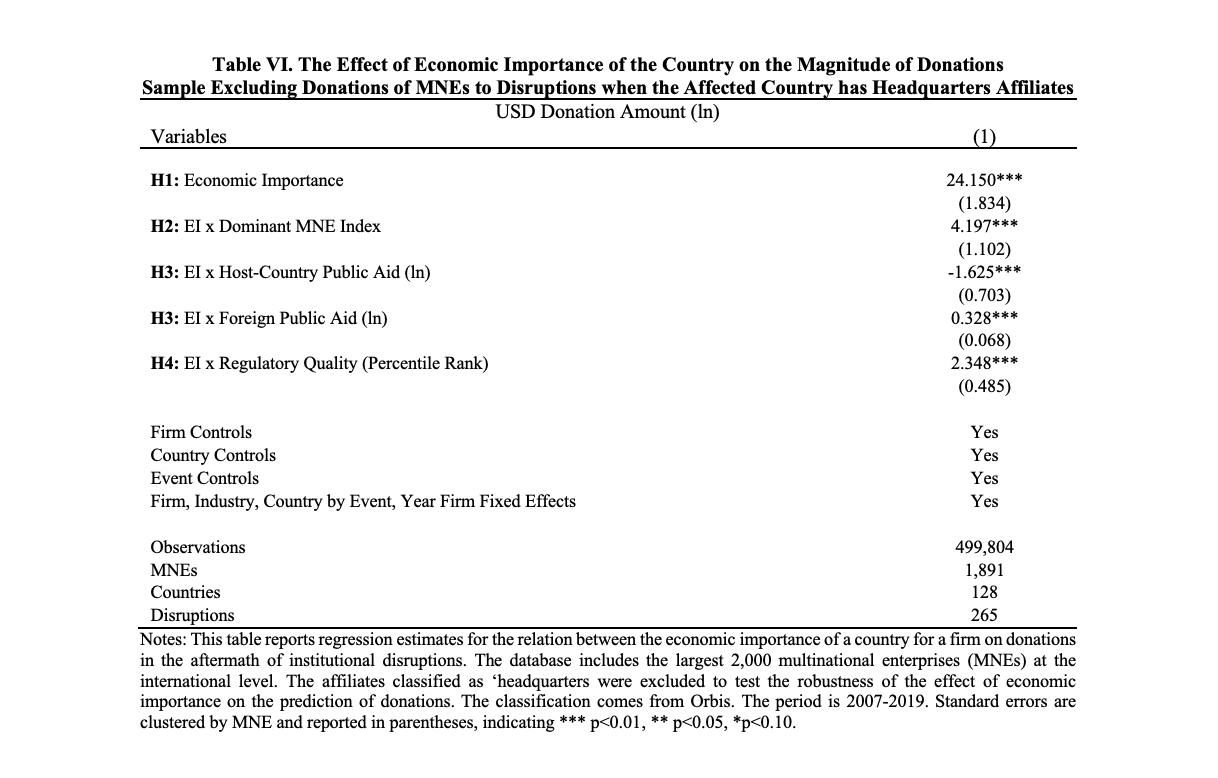 Table VI. The Effect of Economic Importance of the Country on the Magnitude of Donations
Sample Excluding Donations of MNEs to Disruptions when the Affected Country has Headquarters Affiliates
USD Donation Amount (ln)
Variables (1)
H1: Economic Importance 24.150***
(1.834)
H2: EI x Dominant MNE Index 4.197***
(1.102)
H3: EI x Host-Country Public Aid (ln) -1.625***
(0.703)
H3: EI x Foreign Public Aid (ln) 0.328***
(0.068)
H4: EI x Regulatory Quality (Percentile Rank) 2.348***
(0.485)
Firm Controls Yes
Country Controls Yes
Event Controls Yes
Firm, Industry, Country by Event, Year Firm Fixed Effects Yes
Observations 499,804
MNEs 1,891
Countries 128
Disruptions 265
Notes: This table reports regression estimates for the relation between the economic importance of a country for a firm on donations
in the aftermath of institutional disruptions. The database includes the largest 2,000 multinational enterprises (MNEs) at the
international level. The affiliates classified as ‘headquarters were excluded to test the robustness of the effect of economic
importance on the prediction of donations. The classification comes from Orbis. The period is 2007-2019. Standard errors are
clustered by MNE and reported in parentheses, indicating *** p<0.01, ** p<0.05, *p<0.10.